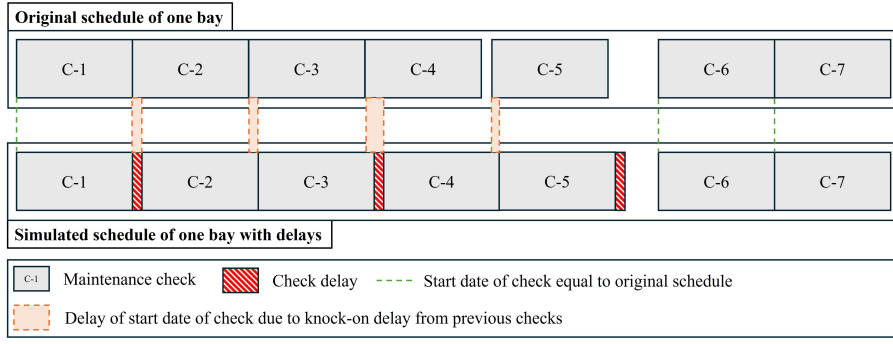 Original schedule of one bay
C-1 C-2 C-3 C-4 C-5 C-6 C-7
C-1 C-2 C-3 C-4 C-5 C-6 C-7
Simulated schedule of one bay with delays
C-1 Maintenance check Check delay Start date of check equal to original schedule
Delay of start date of check due to knock-on delay from previous checks